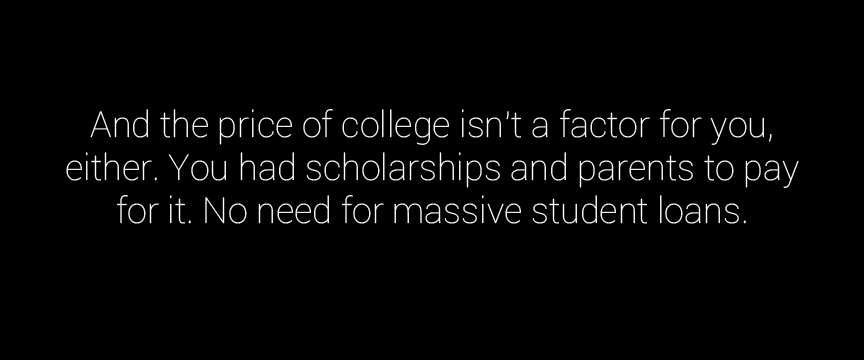 And the price of college isn't a factor for you,
either. You had scholarships and parents to pay
for it. No need for massive student loans.